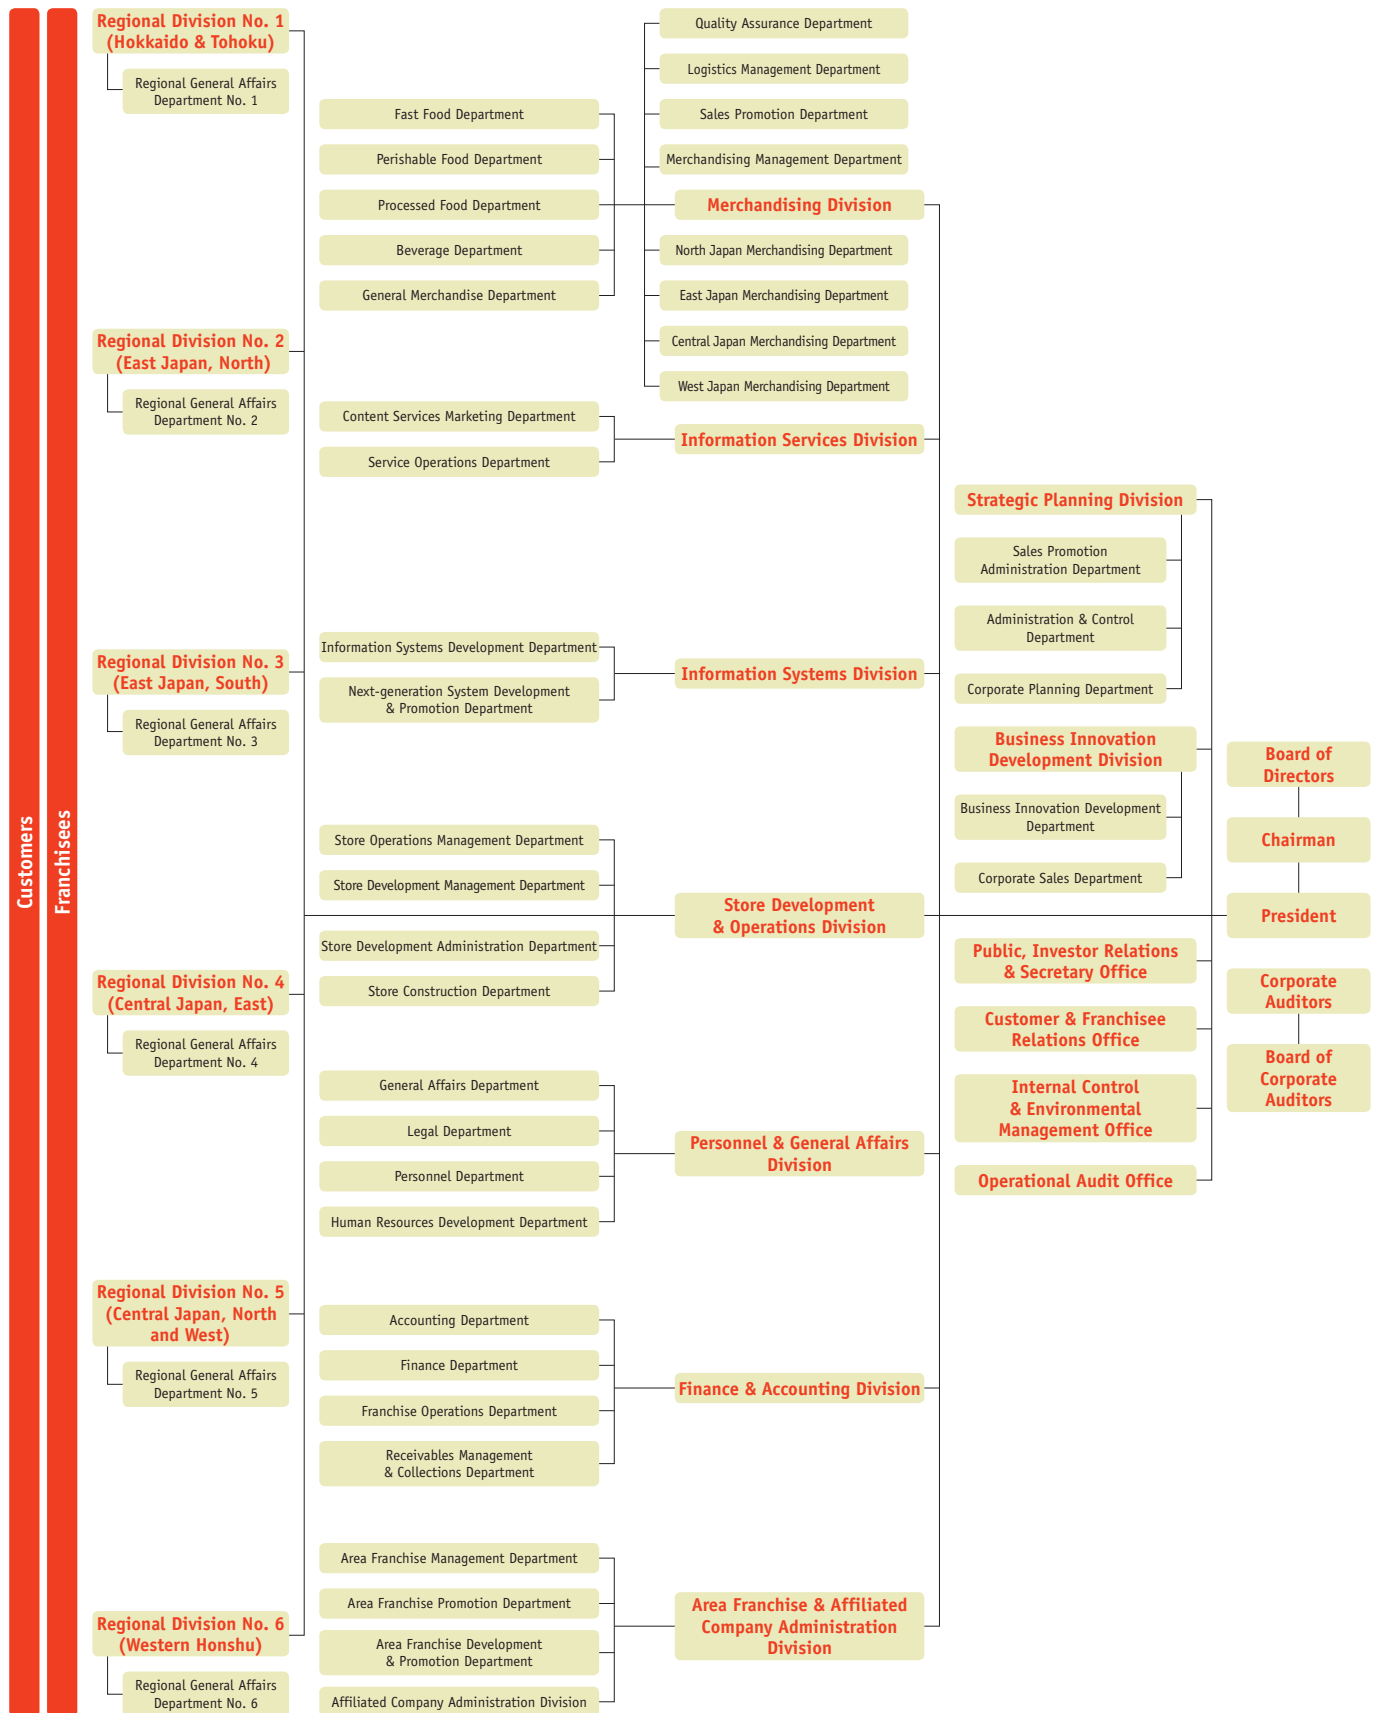 Customers
Franchisees
Regional Division No. 1
(Hokkaido & Tohoku)
Regional General Affairs
Department No. 1
Regional Division No. 2
(East Japan, North)
Regional General Affairs
Department No. 2
Regional Division No. 3
(East Japan, South)
Regional General Affairs
Department No. 3
Regional Division No. 4
(Central Japan, East)
Regional General Affairs
Department No. 4
Regional Division No. 5
(Central Japan, North
and West)
Regional General Affairs
Department No. 5
Regional Division No. 6
(Western Honshu)
Regional General Affairs
Department No. 6
Fast Food Department
Perishable Food Department
Processed Food Department
Beverage Department
General Merchandise Department
Content Services Marketing Department
Service Operations Department
Information Systems Development Department
Next-generation System Development
& Promotion Department
Store Operations Management Department
Store Development Management Department
Store Development Administration Department
Store Construction Department
General Affairs Department
Legal Department
Personnel Department
Human Resources Development Department
Accounting Department
Finance Department
Franchise Operations Department
Receivables Management
& Collections Department
Area Franchise Management Department
Area Franchise Promotion Department
Area Franchise Development
& Promotion Department
Affiliated Company Administration Division
Quality Assurance Department
Logistics Management Department
Sales Promotion Department
Merchandising Management Department
Merchandising Division
North Japan Merchandising Department
East Japan Merchandising Department
Central Japan Merchandising Department
West Japan Merchandising Department
Information Services Division
Information Systems Division
Store Development
& Operations Division
Personnel & General Affairs
Division
Finance & Accounting Division
Area Franchise & Affiliated
Company Administration
Division
Strategic Planning Division
Sales Promotion
Administration Department
Administration & Control
Department
Corporate Planning Department
Business Innovation
Development Division
Business Innovation Development
Department
Corporate Sales Department
Public, Investor Relations
& Secretary Office
Customer & Franchisee
Relations Office
Internal Control
& Environmental
Management Office
Operational Audit Office
Board of
Directors
Chairman
President
Corporate
Auditors
Board of
Corporate
Auditors